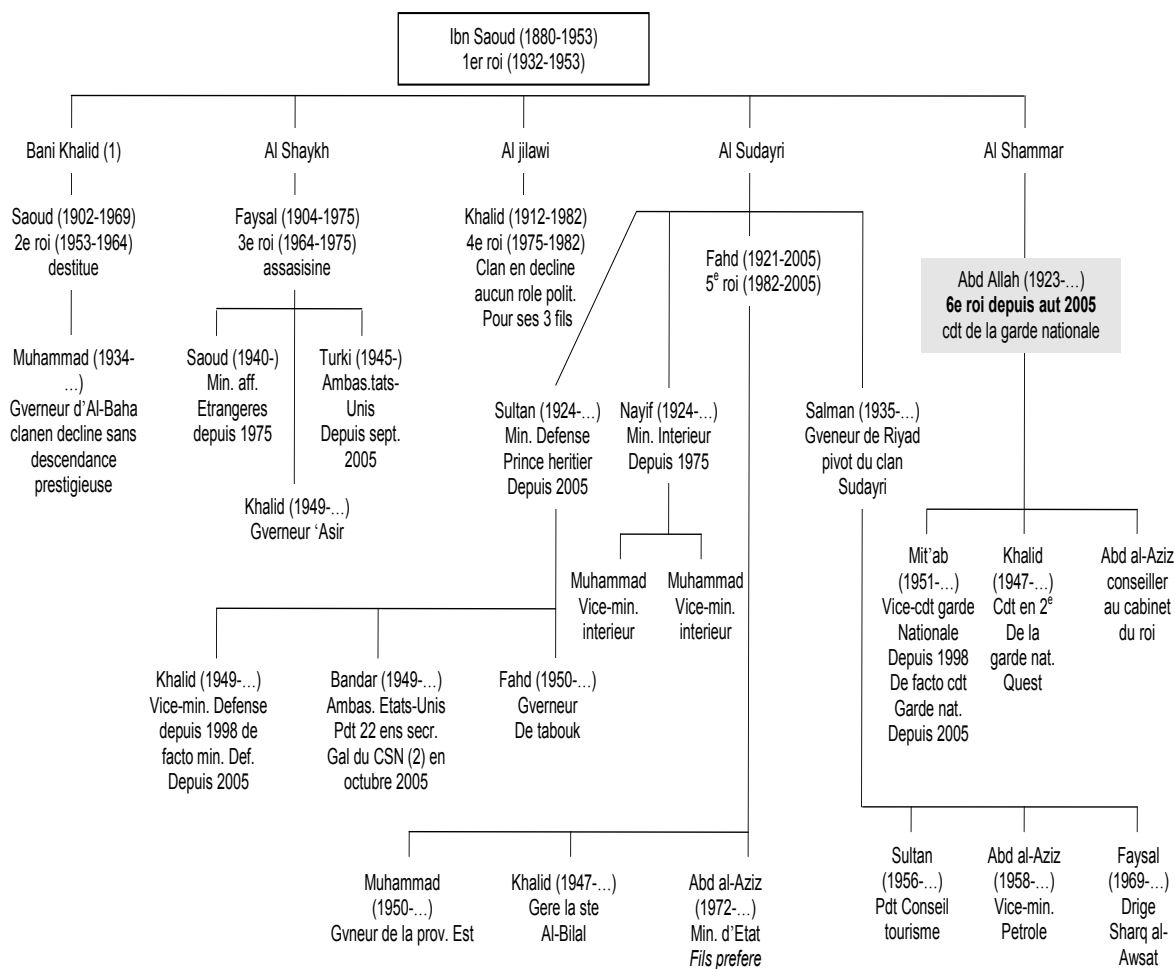 Ibn Saoud (1880-1953)
1er roi (1932-1953)
Bani Khalid (1)
Al Shaykh
Al jilawi
Al Sudayri
Al Shammar
Saoud (1902-1969)
2e roi (1953-1964)
destitue
Faysal (1904-1975)
3e roi (1964-1975)
assasisine
Khalid (1912-1982)
4e roi (1975-1982)
Clan en decline
aucun role polit.
Pour ses 3 fils
Fahd (1921-2005)
5e roi (1982-2005)
Abd Allah (1923-...)
6e roi depuis aut 2005
cdt de la garde nationale
Muhammad (1934-
...)
Gverneur d'Al-Baha
clanen decline sans
descendance
prestigieuse
Saoud (1940-)
Min. aff.
Etrangeres
depuis 1975
Turki (1945-)
Ambas.tats-
Unis
Depuis sept.
2005
Khalid (1949-...)
Gverneur 'Asir
Sultan (1924-...)
Min. Defense
Prince heritier
Depuis 2005
Nayif (1924-...)
Min. Interieur
Depuis 1975
Salman (1935-...)
Gveneur de Riyad
pivot du clan
Sudayri
Muhammad
Vice-min.
interieur
Muhammad
Vice-min.
interieur
Mit'ab
(1951-...)
Vice-cdt garde
Nationale
Depuis 1998
De facto cdt
Garde nat.
Depuis 2005
Khalid
(1947-...)
Cdt en 2e
De la
garde nat.
Quest
Abd al-Aziz
conseiller
au cabinet
du roi
Khalid (1949-...)
Vice-min. Defense
depuis 1998 de
facto min. Def.
Depuis 2005
Bandar (1949-...)
Ambas. Etats-Unis
Pdt 22 ens secr.
Gal du CSN (2) en
octobre 2005
Fahd (1950-...)
Gverneur
De tabouk
Muhammad
(1950-...)
Gvneur de la prov. Est
Khalid (1947-...)
Gere la ste
Al-Bilal
Abd al-Aziz
(1972-...)
Min. d'Etat
Fils prefere
Sultan
(1956-...)
Pdt Conseil
tourisme
Abd al-Aziz
(1958-...)
Vice-min.
Petrole
Faysal
(1969-...)
Drige
Sharq al-
Awsat